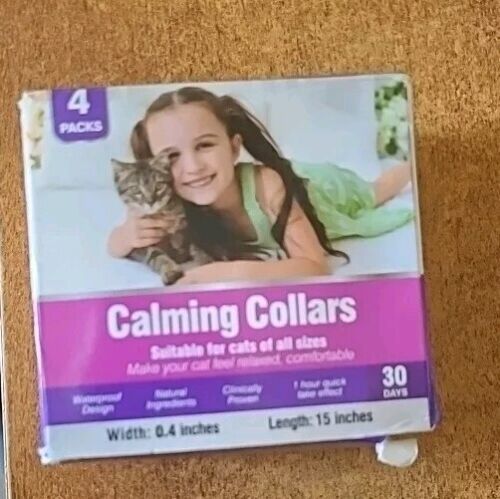 4
PACKS
Calming Collars
Suitable for cats of all sizes
Make your cat feel relaxed, comfortable
Waterproof Design
Natural Ingredients
Clinically Proven
1 hour quick take effect
30 DAYS
Width: 0.4 inches
Length: 15 inches